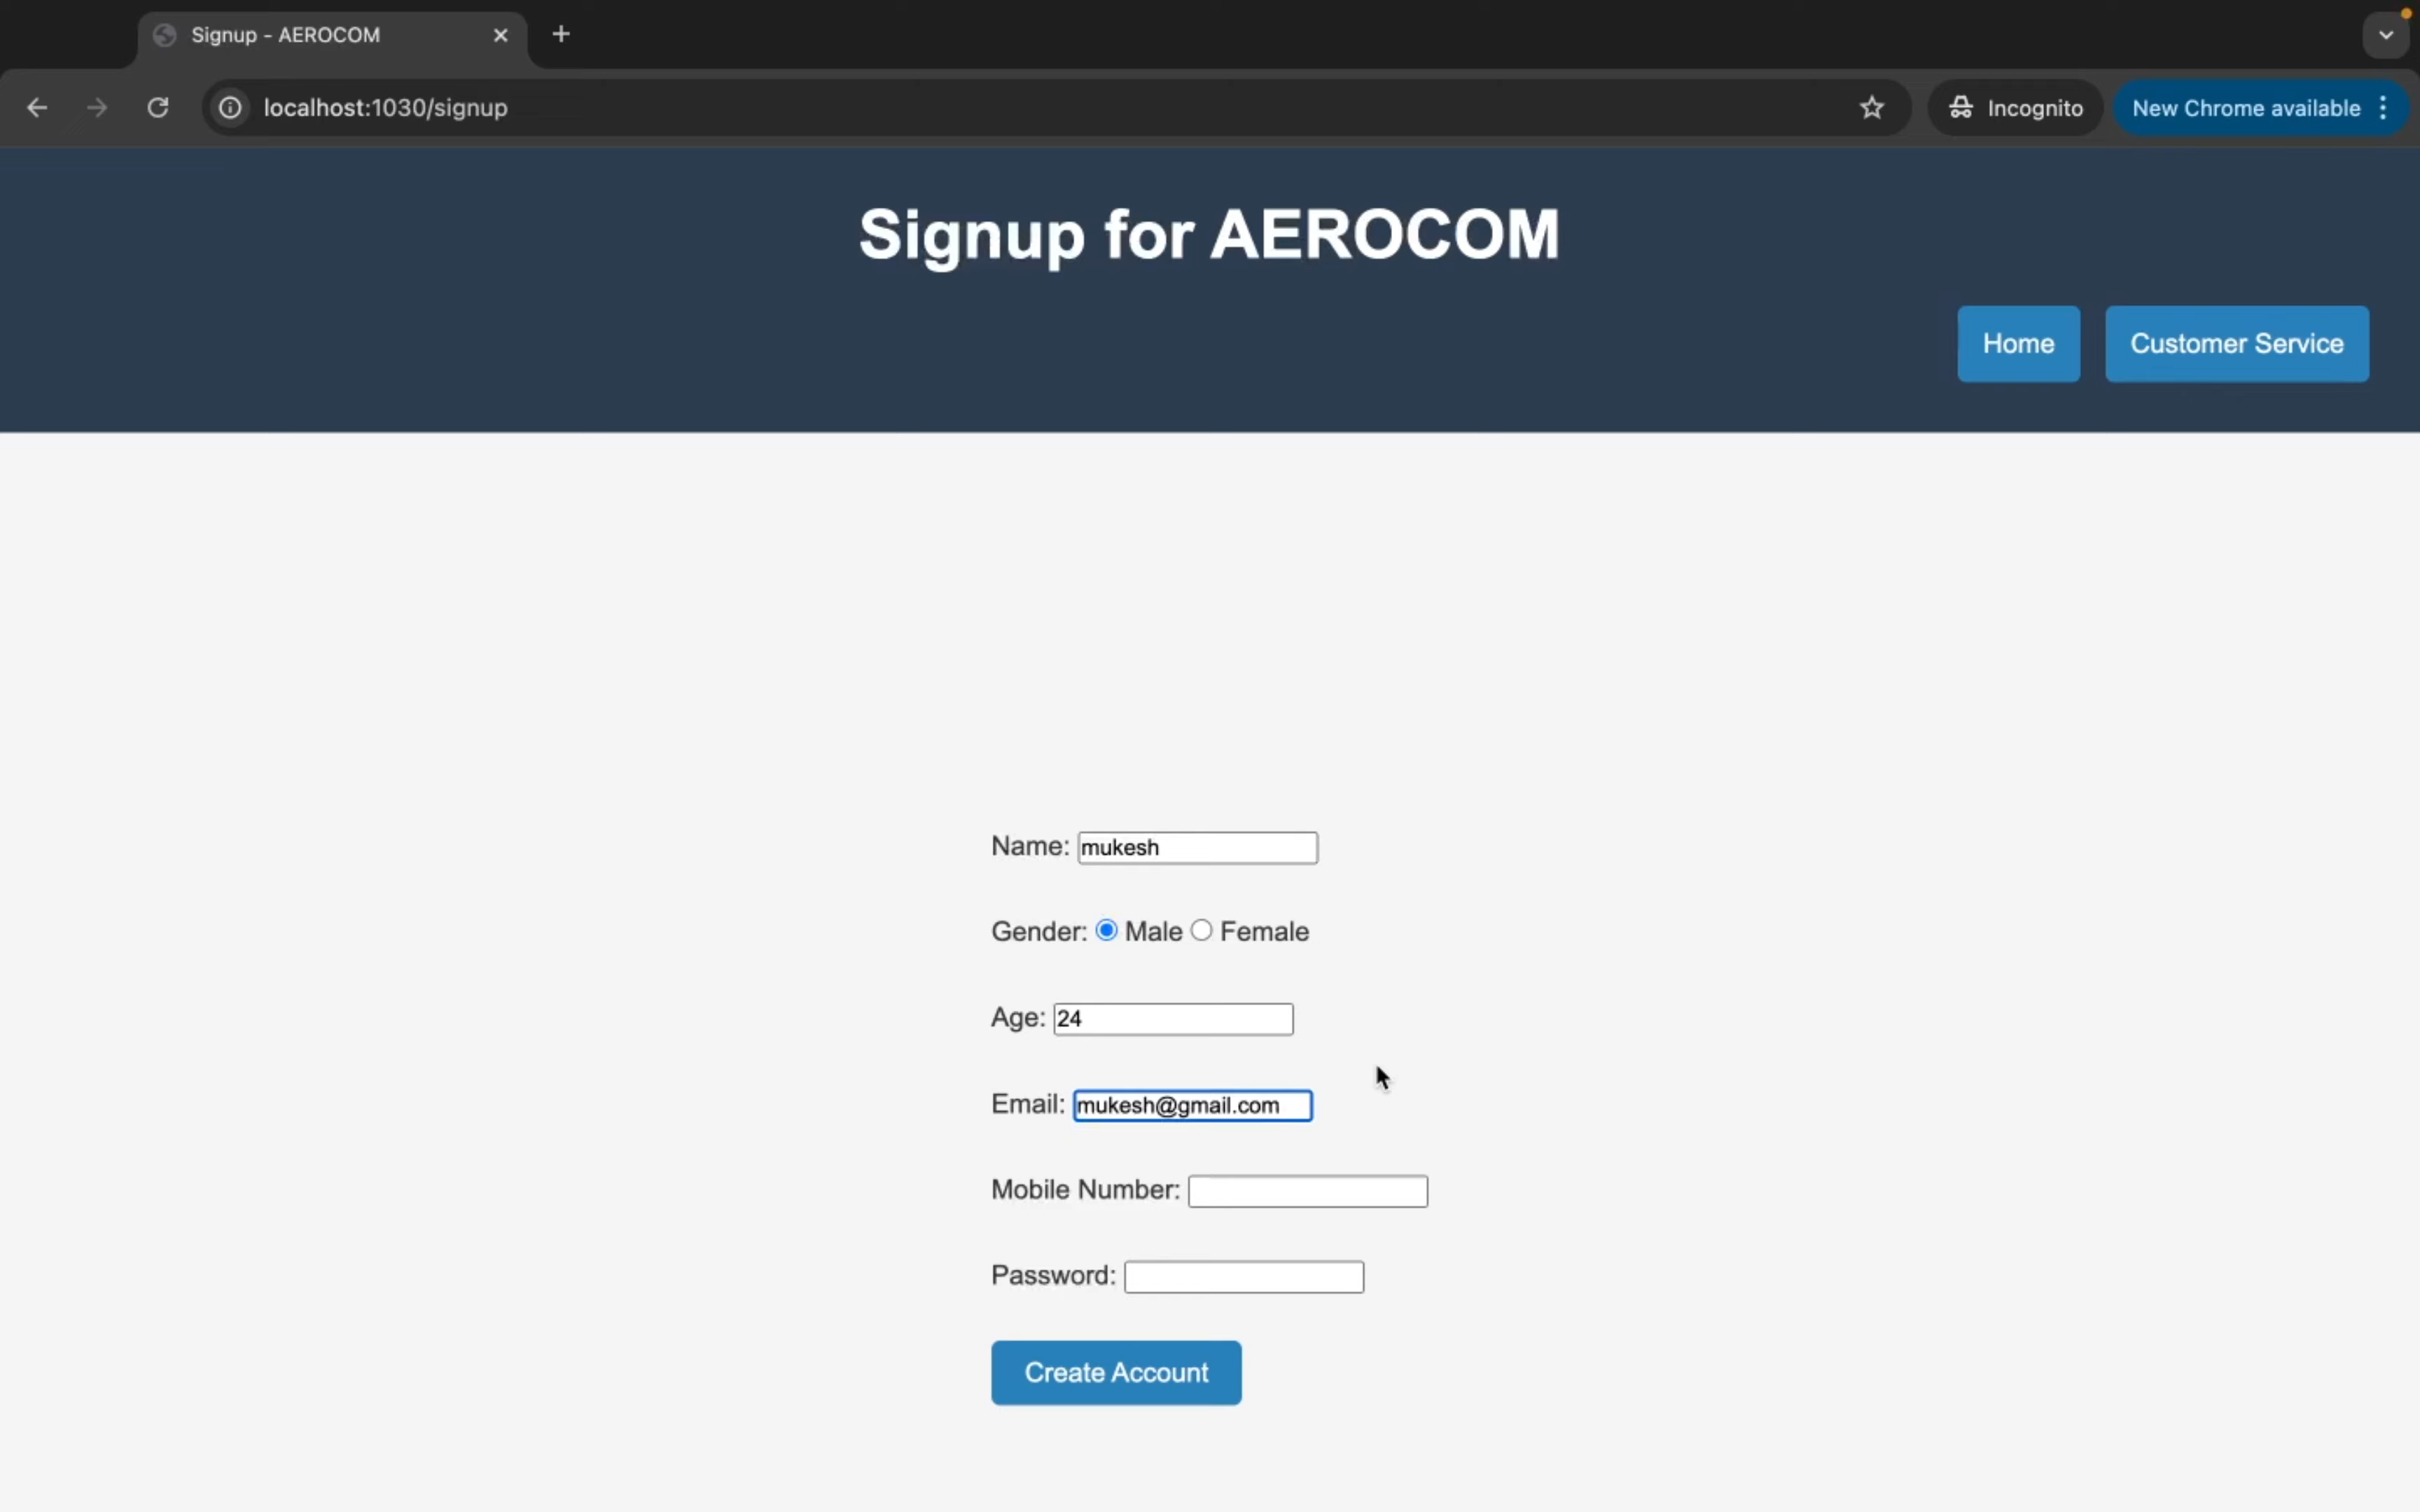 Signup - AEROCOM
localhost:1030/signup
Incognito
New Chrome available
Signup for AEROCOM
Home
Customer Service
Name: mukesh
Gender: Male Female
Age: 24
Email: mukesh@gmail.com
Mobile Number:
Password:
Create Account